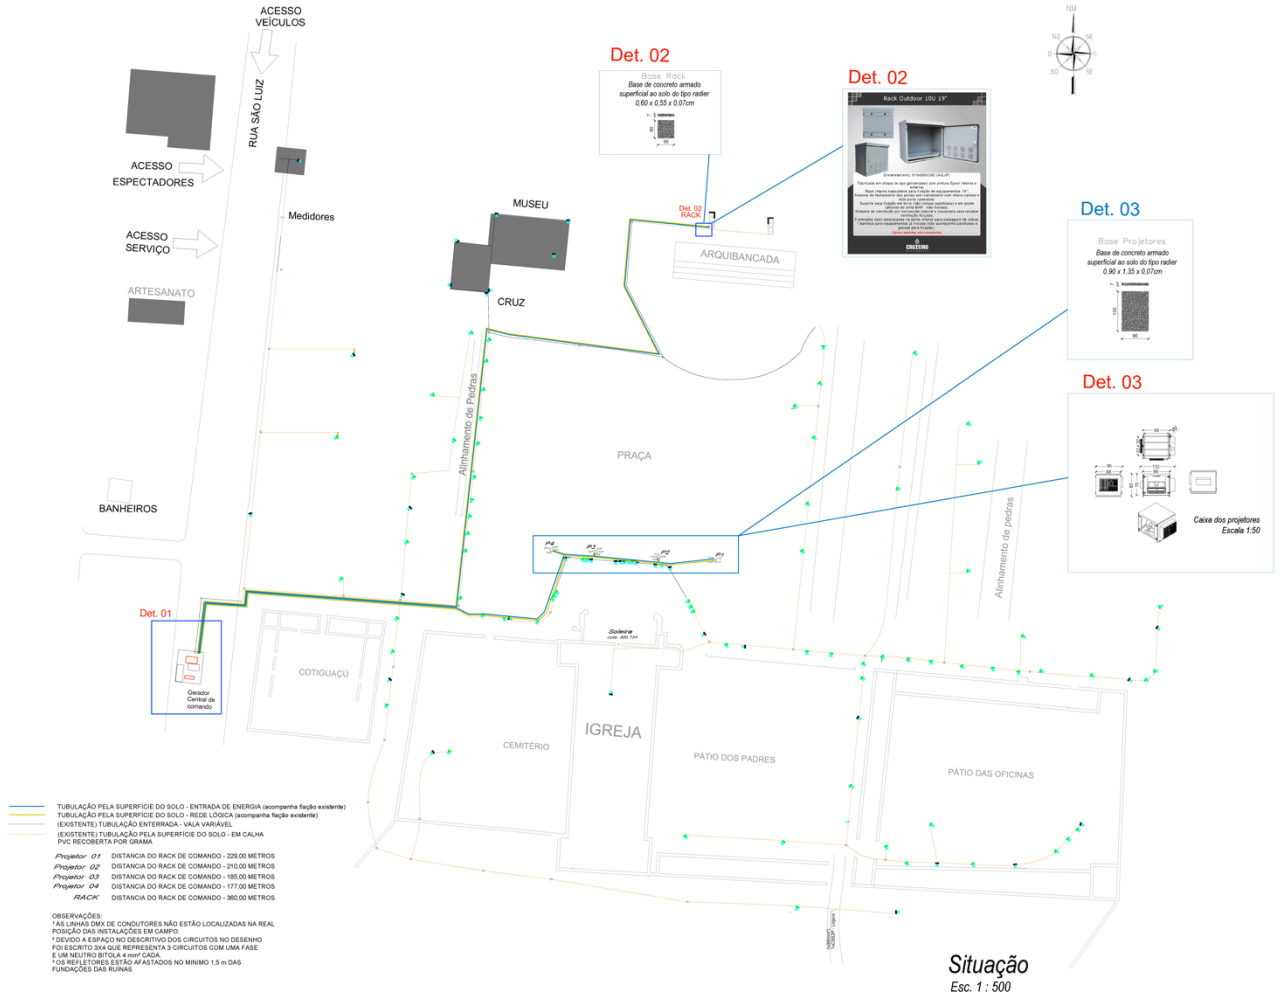 ACESSO
VEÍCULOS
RUA SÃO LUIZ
ACESSO
ESPECTADORES
ACESSO
SERVIÇO
ARTESANATO
Medidores
MUSEU
CRUZ
Det. 02
Base Rack
Base de concreto armado
superficial ao solo do tipo radier
0,60 x 0,55 x 0,07cm
Det. 02
Rack Outdoor 10U 19"
CRUZEIRO
NM
NO
NE
O
L
SO
SE
Det. 02
RACK
ARQUIBANCADA
Det. 03
Base Projetores
Base de concreto armado
superficial ao solo do tipo radier
0,90 x 1,35 x 0,07cm
Det. 03
Caixa dos projetores
Escala 1:50
Alinhamento de Pedras
PRAÇA
Alinhamento de pedras
BANHEIROS
P4
P3
P2
P1
Det. 01
Gerador
Central de
comando
COTIGUAÇÚ
Soleira
CEMITÉRIO
IGREJA
PÁTIO DOS PADRES
PÁTIO DAS OFICINAS
TUBULAÇÃO PELA SUPERFÍCIE DO SOLO - ENTRADA DE ENERGIA (acompanha fiação existente)
TUBULAÇÃO PELA SUPERFÍCIE DO SOLO - REDE LÓGICA (acompanha fiação existente)
(EXISTENTE) TUBULAÇÃO ENTERRADA - VALA VARIÁVEL
(EXISTENTE) TUBULAÇÃO PELA SUPERFÍCIE DO SOLO - EM CALHA
PVC RECOBERTA POR GRAMA
Projetor 01 DISTANCIA DO RACK DE COMANDO - 229,00 METROS
Projetor 02 DISTANCIA DO RACK DE COMANDO - 210,00 METROS
Projetor 03 DISTANCIA DO RACK DE COMANDO - 185,00 METROS
Projetor 04 DISTANCIA DO RACK DE COMANDO - 177,00 METROS
RACK DISTANCIA DO RACK DE COMANDO - 360,00 METROS
OBSERVAÇÕES:
* AS LINHAS DMX DE CONDUTORES NÃO ESTÃO LOCALIZADAS NA REAL
POSIÇÃO DAS INSTALAÇÕES EM CAMPO.
* DEVIDO A ESPAÇO NO DESCRITIVO DOS CIRCUITOS NO DESENHO
FOI ESCRITO 3X4 QUE REPRESENTA 3 CIRCUITOS COM UMA FASE
E UM NEUTRO BITOLA 4 mm² CADA.
* OS REFLETORES ESTÃO AFASTADOS NO MINIMO 1,5 m DAS
FUNDAÇÕES DAS RUÍNAS
Situação
Esc. 1 : 500